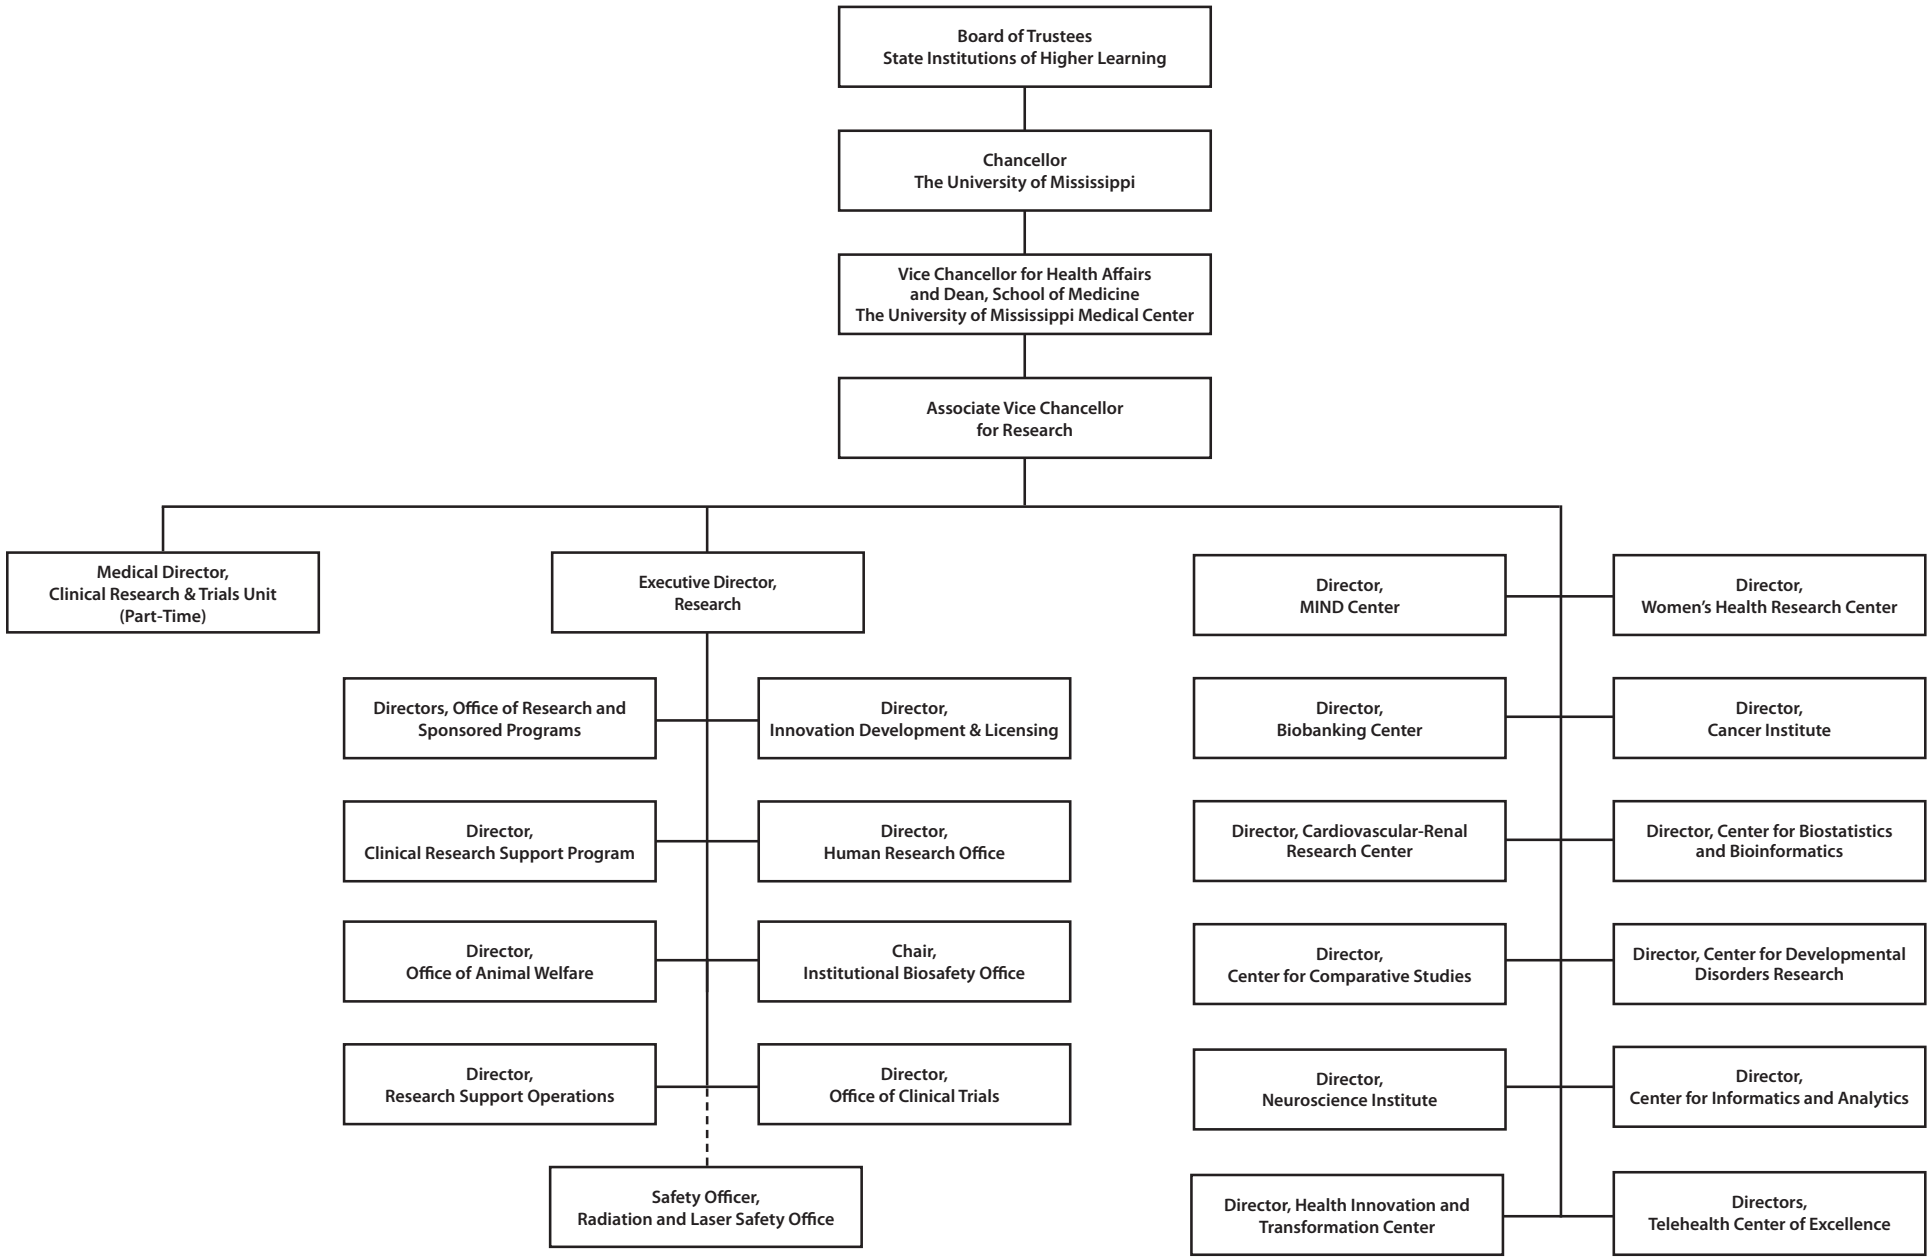 Board of Trustees
State Institutions of Higher Learning
Chancellor
The University of Mississippi
Vice Chancellor for Health Affairs
and Dean, School of Medicine
The University of Mississippi Medical Center
Associate Vice Chancellor
for Research
Medical Director,
Clinical Research & Trials Unit
(Part-Time)
Executive Director,
Research
Directors, Office of Research and
Sponsored Programs
Director,
Innovation Development & Licensing
Director,
Clinical Research Support Program
Director,
Human Research Office
Director,
Office of Animal Welfare
Chair,
Institutional Biosafety Office
Director,
Research Support Operations
Director,
Office of Clinical Trials
Safety Officer,
Radiation and Laser Safety Office
Director,
MIND Center
Director,
Women’s Health Research Center
Director,
Biobanking Center
Director,
Cancer Institute
Director, Cardiovascular-Renal
Research Center
Director, Center for Biostatistics
and Bioinformatics
Director,
Center for Comparative Studies
Director, Center for Developmental
Disorders Research
Director,
Neuroscience Institute
Director,
Center for Informatics and Analytics
Director, Health Innovation and
Transformation Center
Directors,
Telehealth Center of Excellence